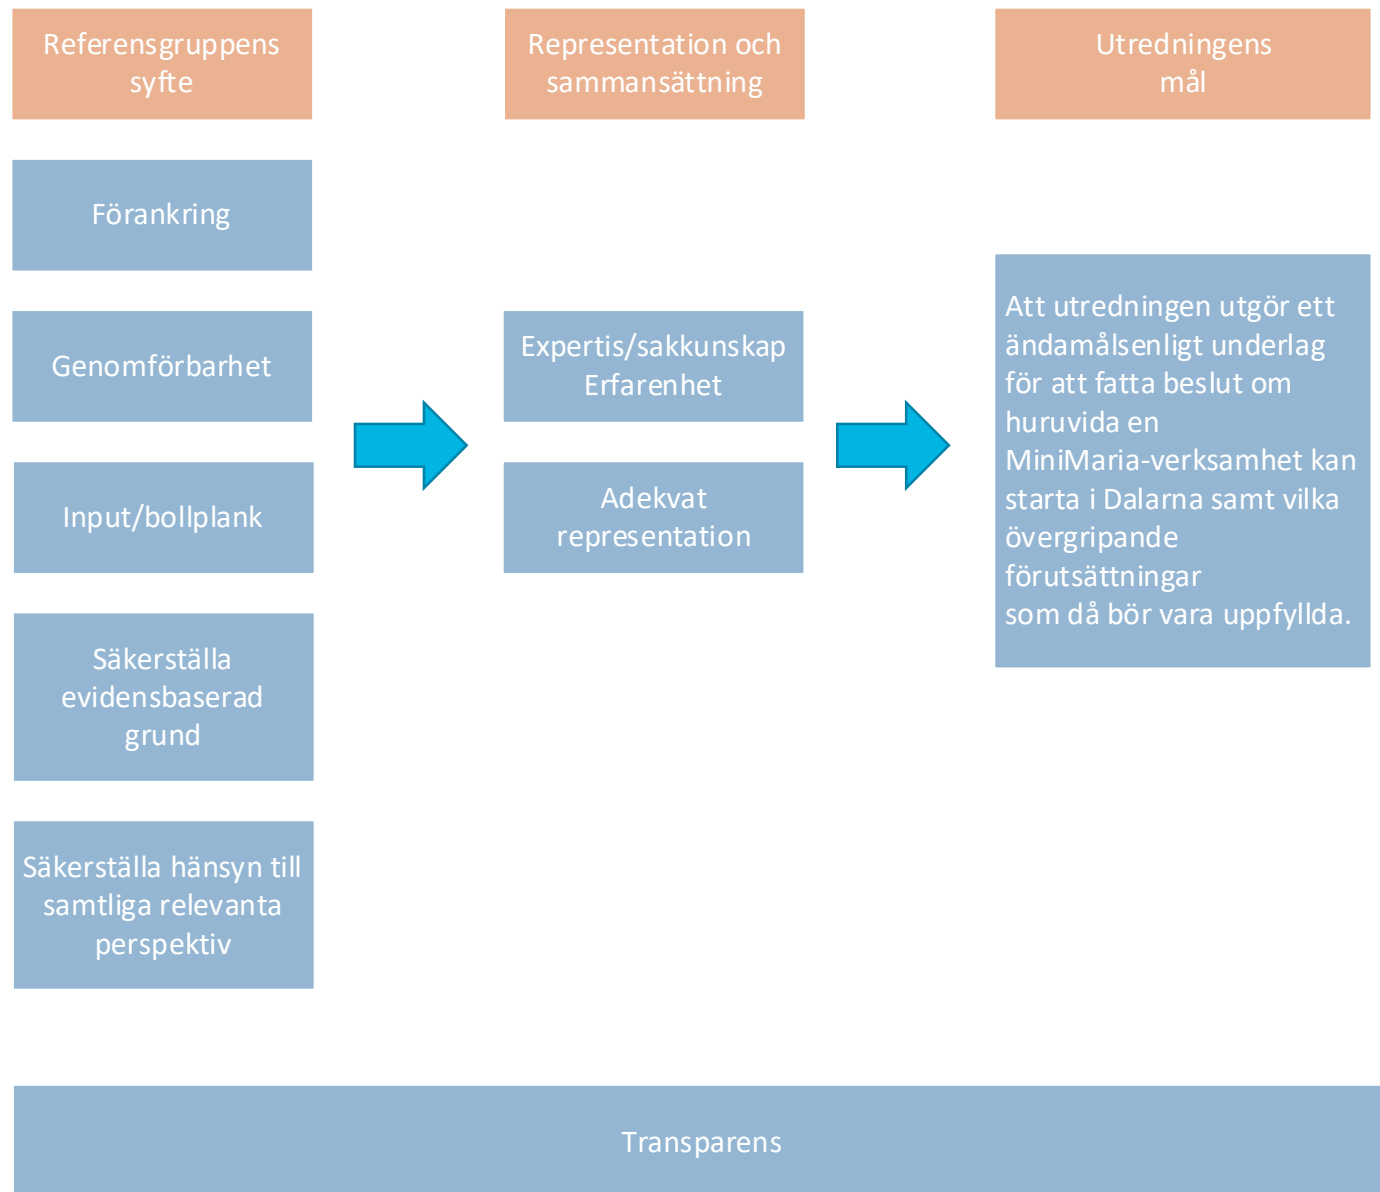 Referensgruppens
syfte
Representation och
sammansättning
Utredningens
mål
Förankring
Genomförbarhet
Input/bollplank
Säkerställa
evidensbaserad
grund
Säkerställa hänsyn till
samtliga relevanta
perspektiv
Expertis/sakkunskap
Erfarenhet
Adekvat
representation
Att utredningen utgör ett
ändamålsenligt underlag
för att fatta beslut om
huruvida en
MiniMaria-verksamhet kan
starta i Dalarna samt vilka
övergripande
förutsättningar
som då bör vara uppfyllda.
Transparens